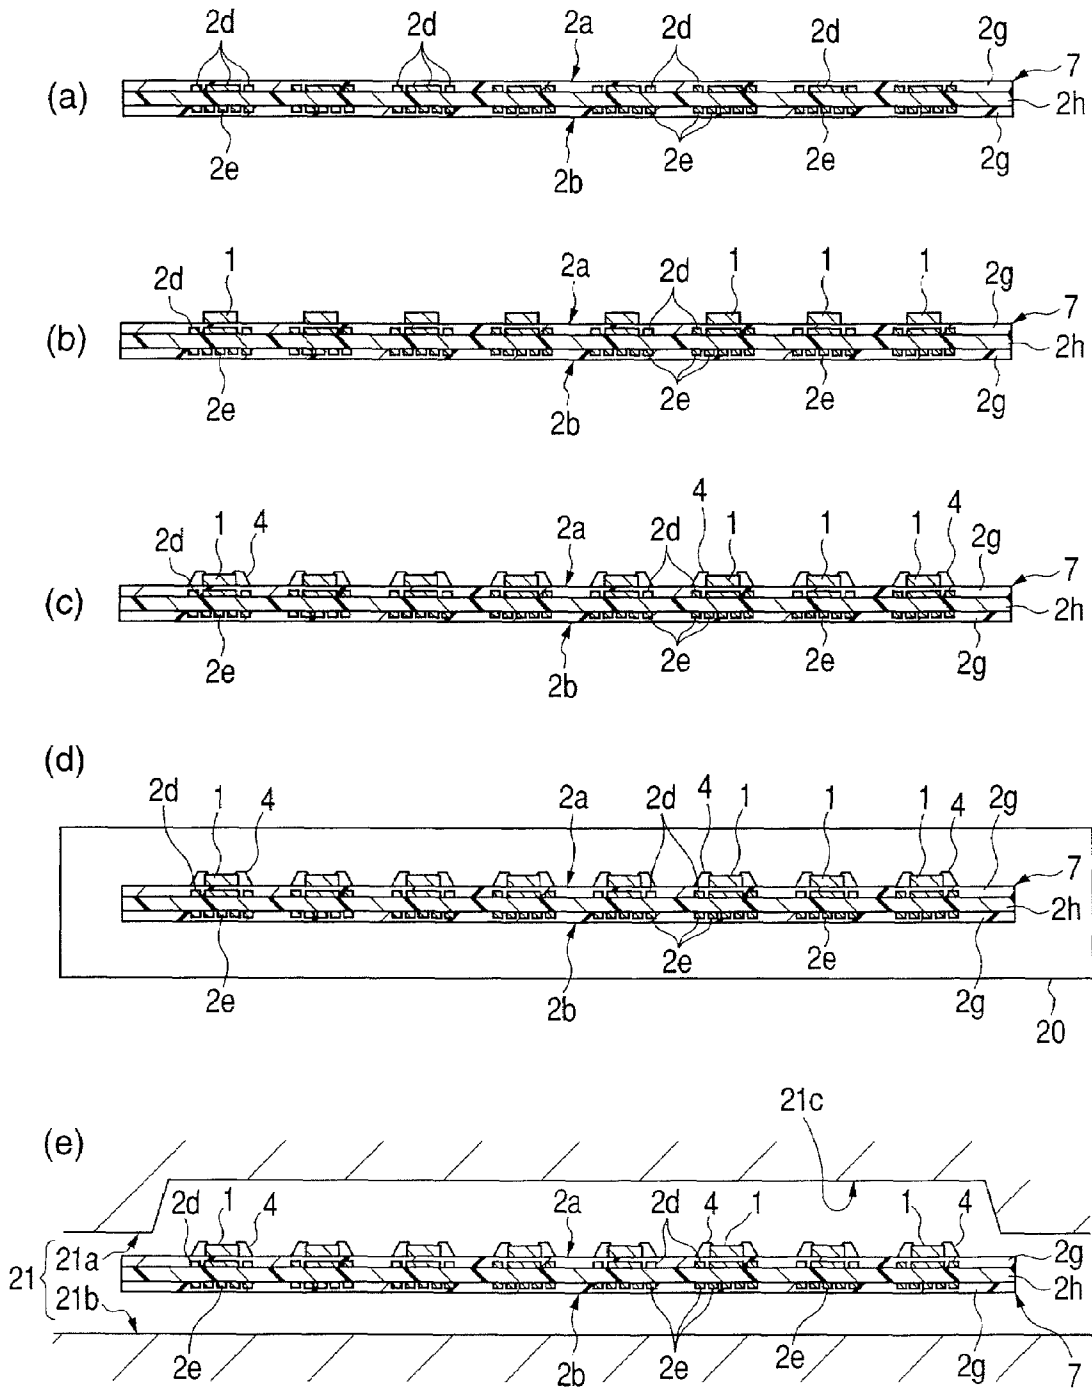 2d 2d 2a 2d 2d 2g 7
(a) 2h
2e 2b 2e 2e 2g
2d 1 2a 2d 1 1 1 2g 7
(b) 2h
2e 2b 2e 2e 2g
2d 1 4 2a 2d 4 1 1 1 4 2g 7
(c) 2h
2e 2b 2e 2e 2g
(d)
2d 1 4 2a 2d 4 1 1 1 4 2g 7
2h
2e 2b 2e 2e 2g 20
(e) 21c
2d 1 4 2a 2d 4 1 1 4
21 21a 2g
21b 2h
2e 2b 2e 2e 2g 7